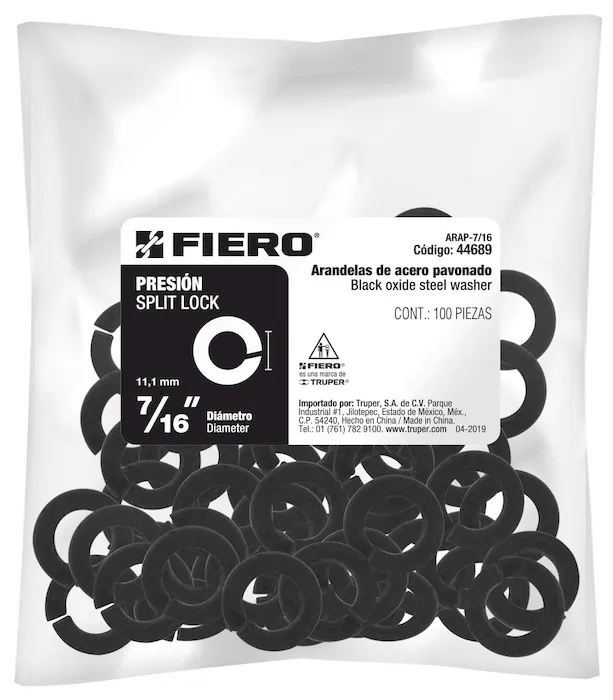 FIERO®
ARAP-7/16
Código: 44689
PRESIÓN
SPLIT LOCK
Arandelas de acero pavonado
Black oxide steel washer
CONT.: 100 PIEZAS
11,1 mm
7/16"
Diámetro
Diameter
FIERO®
es una marca de
TRUPER®
Importado por: Truper, S.A. de C.V. Parque
Industrial #1, Jilotepec, Estado de México, Méx.,
C.P. 54240, Hecho en China / Made in China.
Tel.: 01 (761) 782 9100. www.truper.com 04-2019